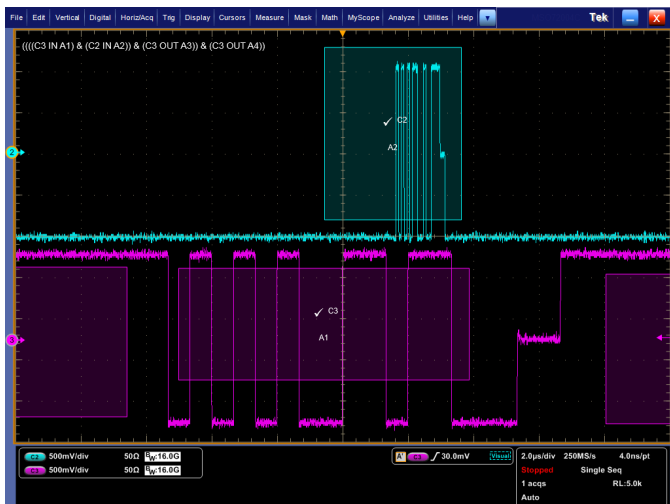 File Edit Vertical Digital Horiz/Acq Trig Display Cursors Measure Mask Math MyScope Analyze Utilities Help Tek X
((((C3 IN A1) & (C2 IN A2)) & (C3 OUT A3)) & (C3 OUT A4))
C2
2
A2
C3
3
A1
C2 500mV/div 50Ω BW:16.0G
C3 500mV/div 50Ω BW:16.0G
A' C3 30.0mV Visual
2.0µs/div 250MS/s 4.0ns/pt
Stopped Single Seq
1 acqs RL:5.0k
Auto